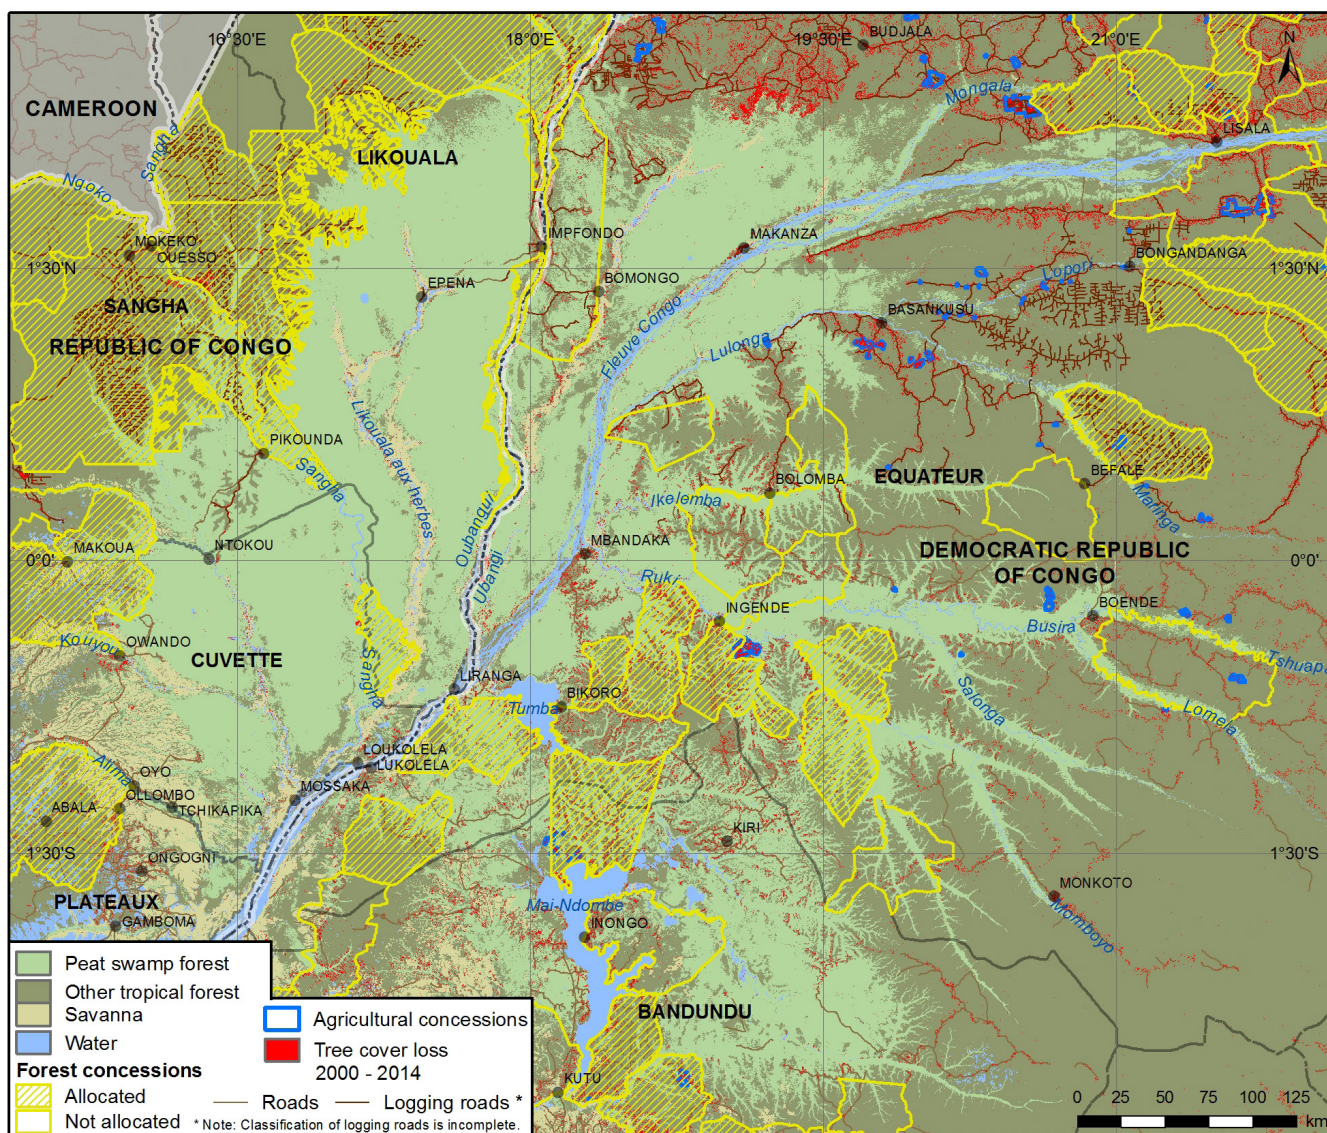 16°30'E
18°0'E
19°30'E
BUDJALA
21°0'E
N
CAMEROON
Mongala
LISALA
Sangha
LIKOUALA
Ngoko
MOKEKO
OUESSO
IMPFONDO
MAKANZA
BONGANDANGA
1°30'N
1°30'N
EPENA
BOMONGO
Lopori
SANGHA
Fleuve Congo
BASANKUSU
REPUBLIC OF CONGO
Lulonga
Likouala aux herbes
PIKOUNDA
Sangha
BOLOMBA
EQUATEUR
BEFALE
Ikelemba
Maringa
Oubangui
MAKOUA
NTOKOU
MBANDAKA
DEMOCRATIC REPUBLIC
OF CONGO
0°0'
0°0'
Ubangi
Ruki
INGENDE
BOENDE
Busira
Kouyou
OWANDO
CUVETTE
Sangha
Tshuapa
LIRANGA
Salonga
Tumba
BIKORO
Lomela
LOUKOLELA
LUKOLELA
Alima
OYO
OLLOMBO
TCHIKAPIKA
MOSSAKA
ABALA
KIRI
1°30'S
1°30'S
ONGOGNI
PLATEAUX
MONKOTO
Mai-Ndombe
Momboyo
GAMBOMA
INONGO
BANDUNDU
KUTU
Peat swamp forest
Other tropical forest
Savanna
Water
Forest concessions
Allocated
Not allocated
Agricultural concessions
Tree cover loss
2000 - 2014
Roads
Logging roads *
* Note: Classification of logging roads is incomplete.
0 25 50 75 100 125
km